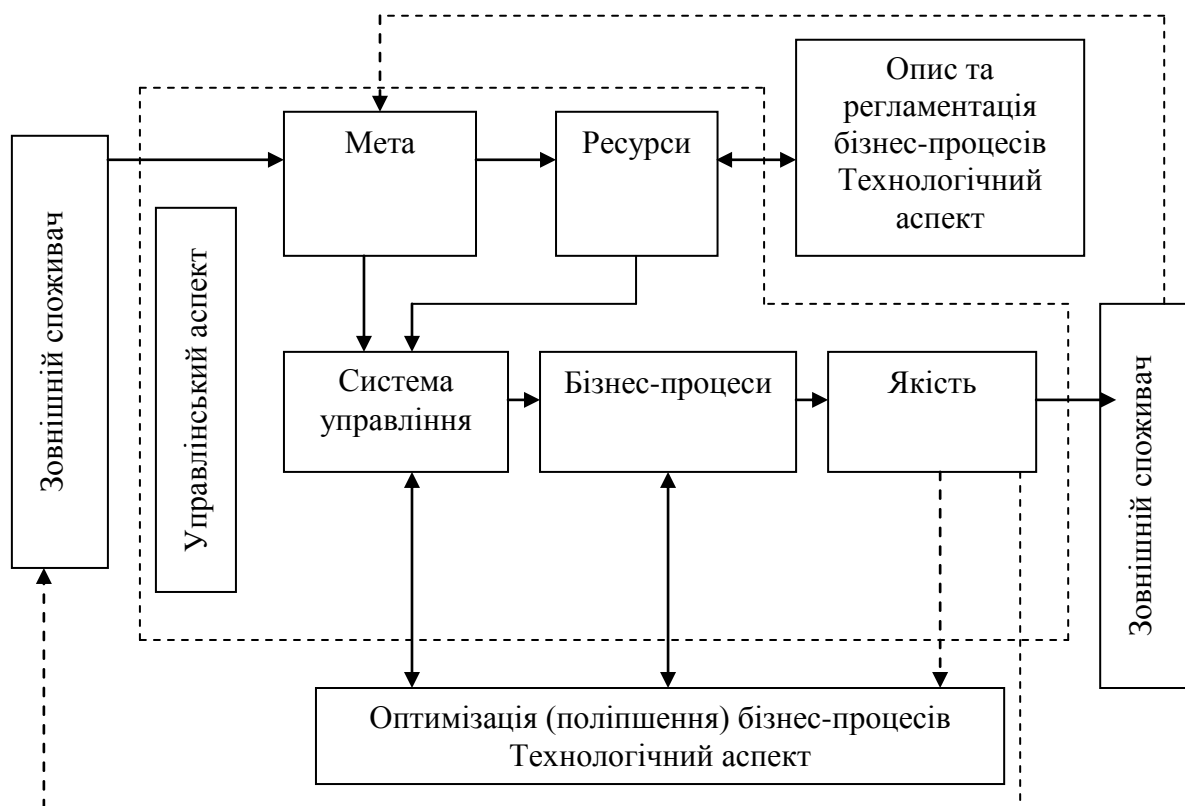 Опис та
регламентація
бізнес-процесів
Технологічний
аспект
Мета
Ресурси
Зовнішній споживач
Управлінський аспект
Система
управління
Бізнес-процеси
Якість
Зовнішній споживач
Оптимізація (поліпшення) бізнес-процесів
Технологічний аспект